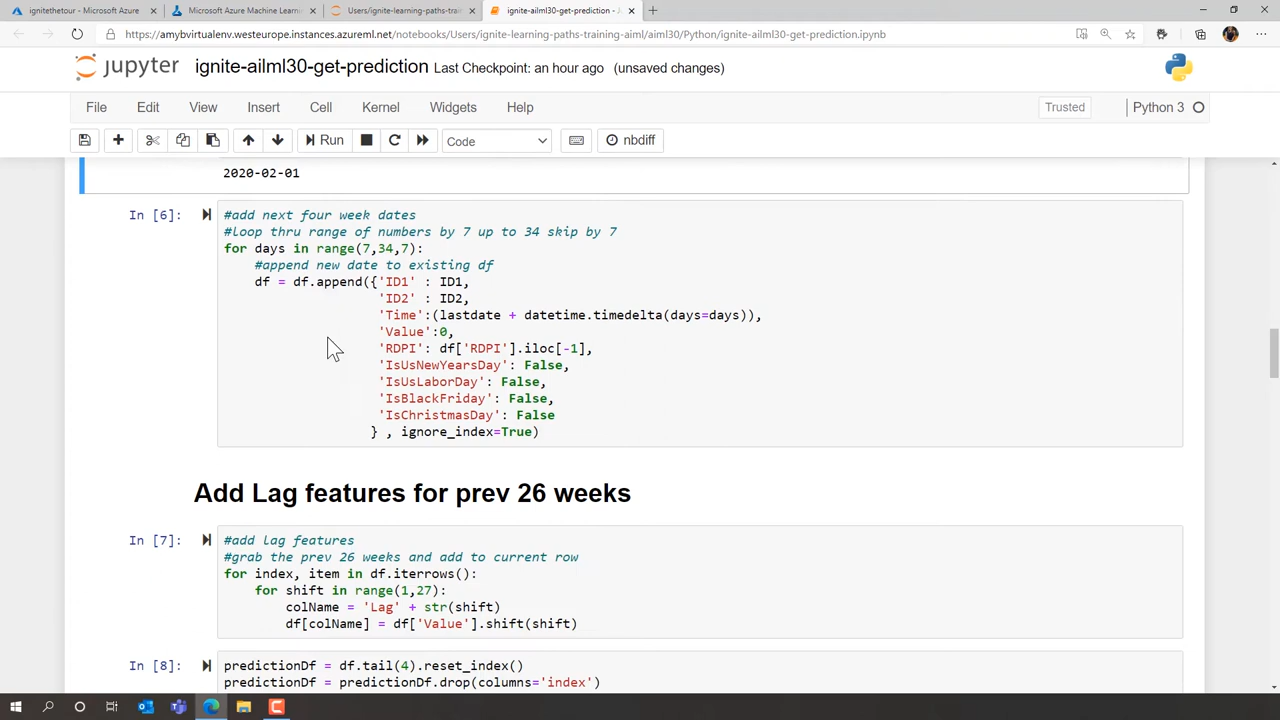 ignitethetour - Microsoft Azure
Microsoft Azure Machine Learni
Users/ignite-learning-paths-trai
ignite-ailml30-get-prediction -
https://amybvirtualenv.westeurope.instances.azureml.net/notebooks/Users/ignite-learning-paths-training-aiml/aiml30/Python/ignite-ailml30-get-prediction.ipynb
jupyter ignite-ailml30-get-prediction Last Checkpoint: an hour ago (unsaved changes)
File Edit View Insert Cell Kernel Widgets Help Trusted Python 3
Run Code nbdiff
2020-02-01
In [6]: #add next four week dates
#loop thru range of numbers by 7 up to 34 skip by 7
for days in range(7,34,7):
#append new date to existing df
df = df.append({'ID1' : ID1,
'ID2' : ID2,
'Time':(lastdate + datetime.timedelta(days=days)),
'Value':0,
'RDPI': df['RDPI'].iloc[-1],
'IsUsNewYearsDay': False,
'IsUsLaborDay': False,
'IsBlackFriday': False,
'IsChristmasDay': False
} , ignore_index=True)
Add Lag features for prev 26 weeks
In [7]: #add lag features
#grab the prev 26 weeks and add to current row
for index, item in df.iterrows():
for shift in range(1,27):
colName = 'Lag' + str(shift)
df[colName] = df['Value'].shift(shift)
In [8]: predictionDf = df.tail(4).reset_index()
predictionDf = predictionDf.drop(columns='index')